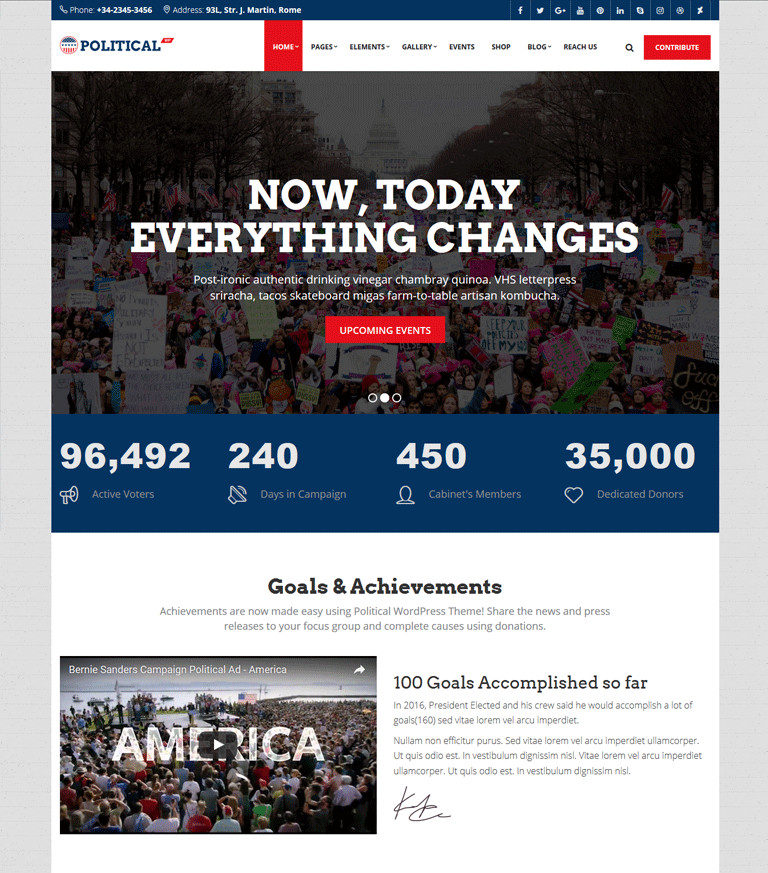 Phone: +34-2345-3456 Address: 93L, Str. J. Martin, Rome
POLITICAL WP
HOME PAGES ELEMENTS GALLERY EVENTS SHOP BLOG REACH US CONTRIBUTE
NOW, TODAY
EVERYTHING CHANGES
Post-ironic authentic drinking vinegar chambray quinoa. VHS letterpress
sriracha, tacos skateboard migas farm-to-table artisan kombucha.
UPCOMING EVENTS
KEEP YOUR
OFF MY
96,492 240 450 35,000
Active Voters Days in Campaign Cabinet's Members Dedicated Donors
Goals & Achievements
Achievements are now made easy using Political WordPress Theme! Share the news and press
releases to your focus group and complete causes using donations.
Bernie Sanders Campaign Political Ad - America
AMERICA
100 Goals Accomplished so far
In 2016, President Elected and his crew said he would accomplish a lot of
goals(160) sed vitae lorem vel arcu imperdiet.
Nullam non efficitur purus. Sed vitae lorem vel arcu imperdiet ullamcorper.
Ut quis odio est. In vestibulum dignissim nisl. Vitae lorem vel arcu imperdiet
ullamcorper. Ut quis odio est. In vestibulum dignissim nisl.